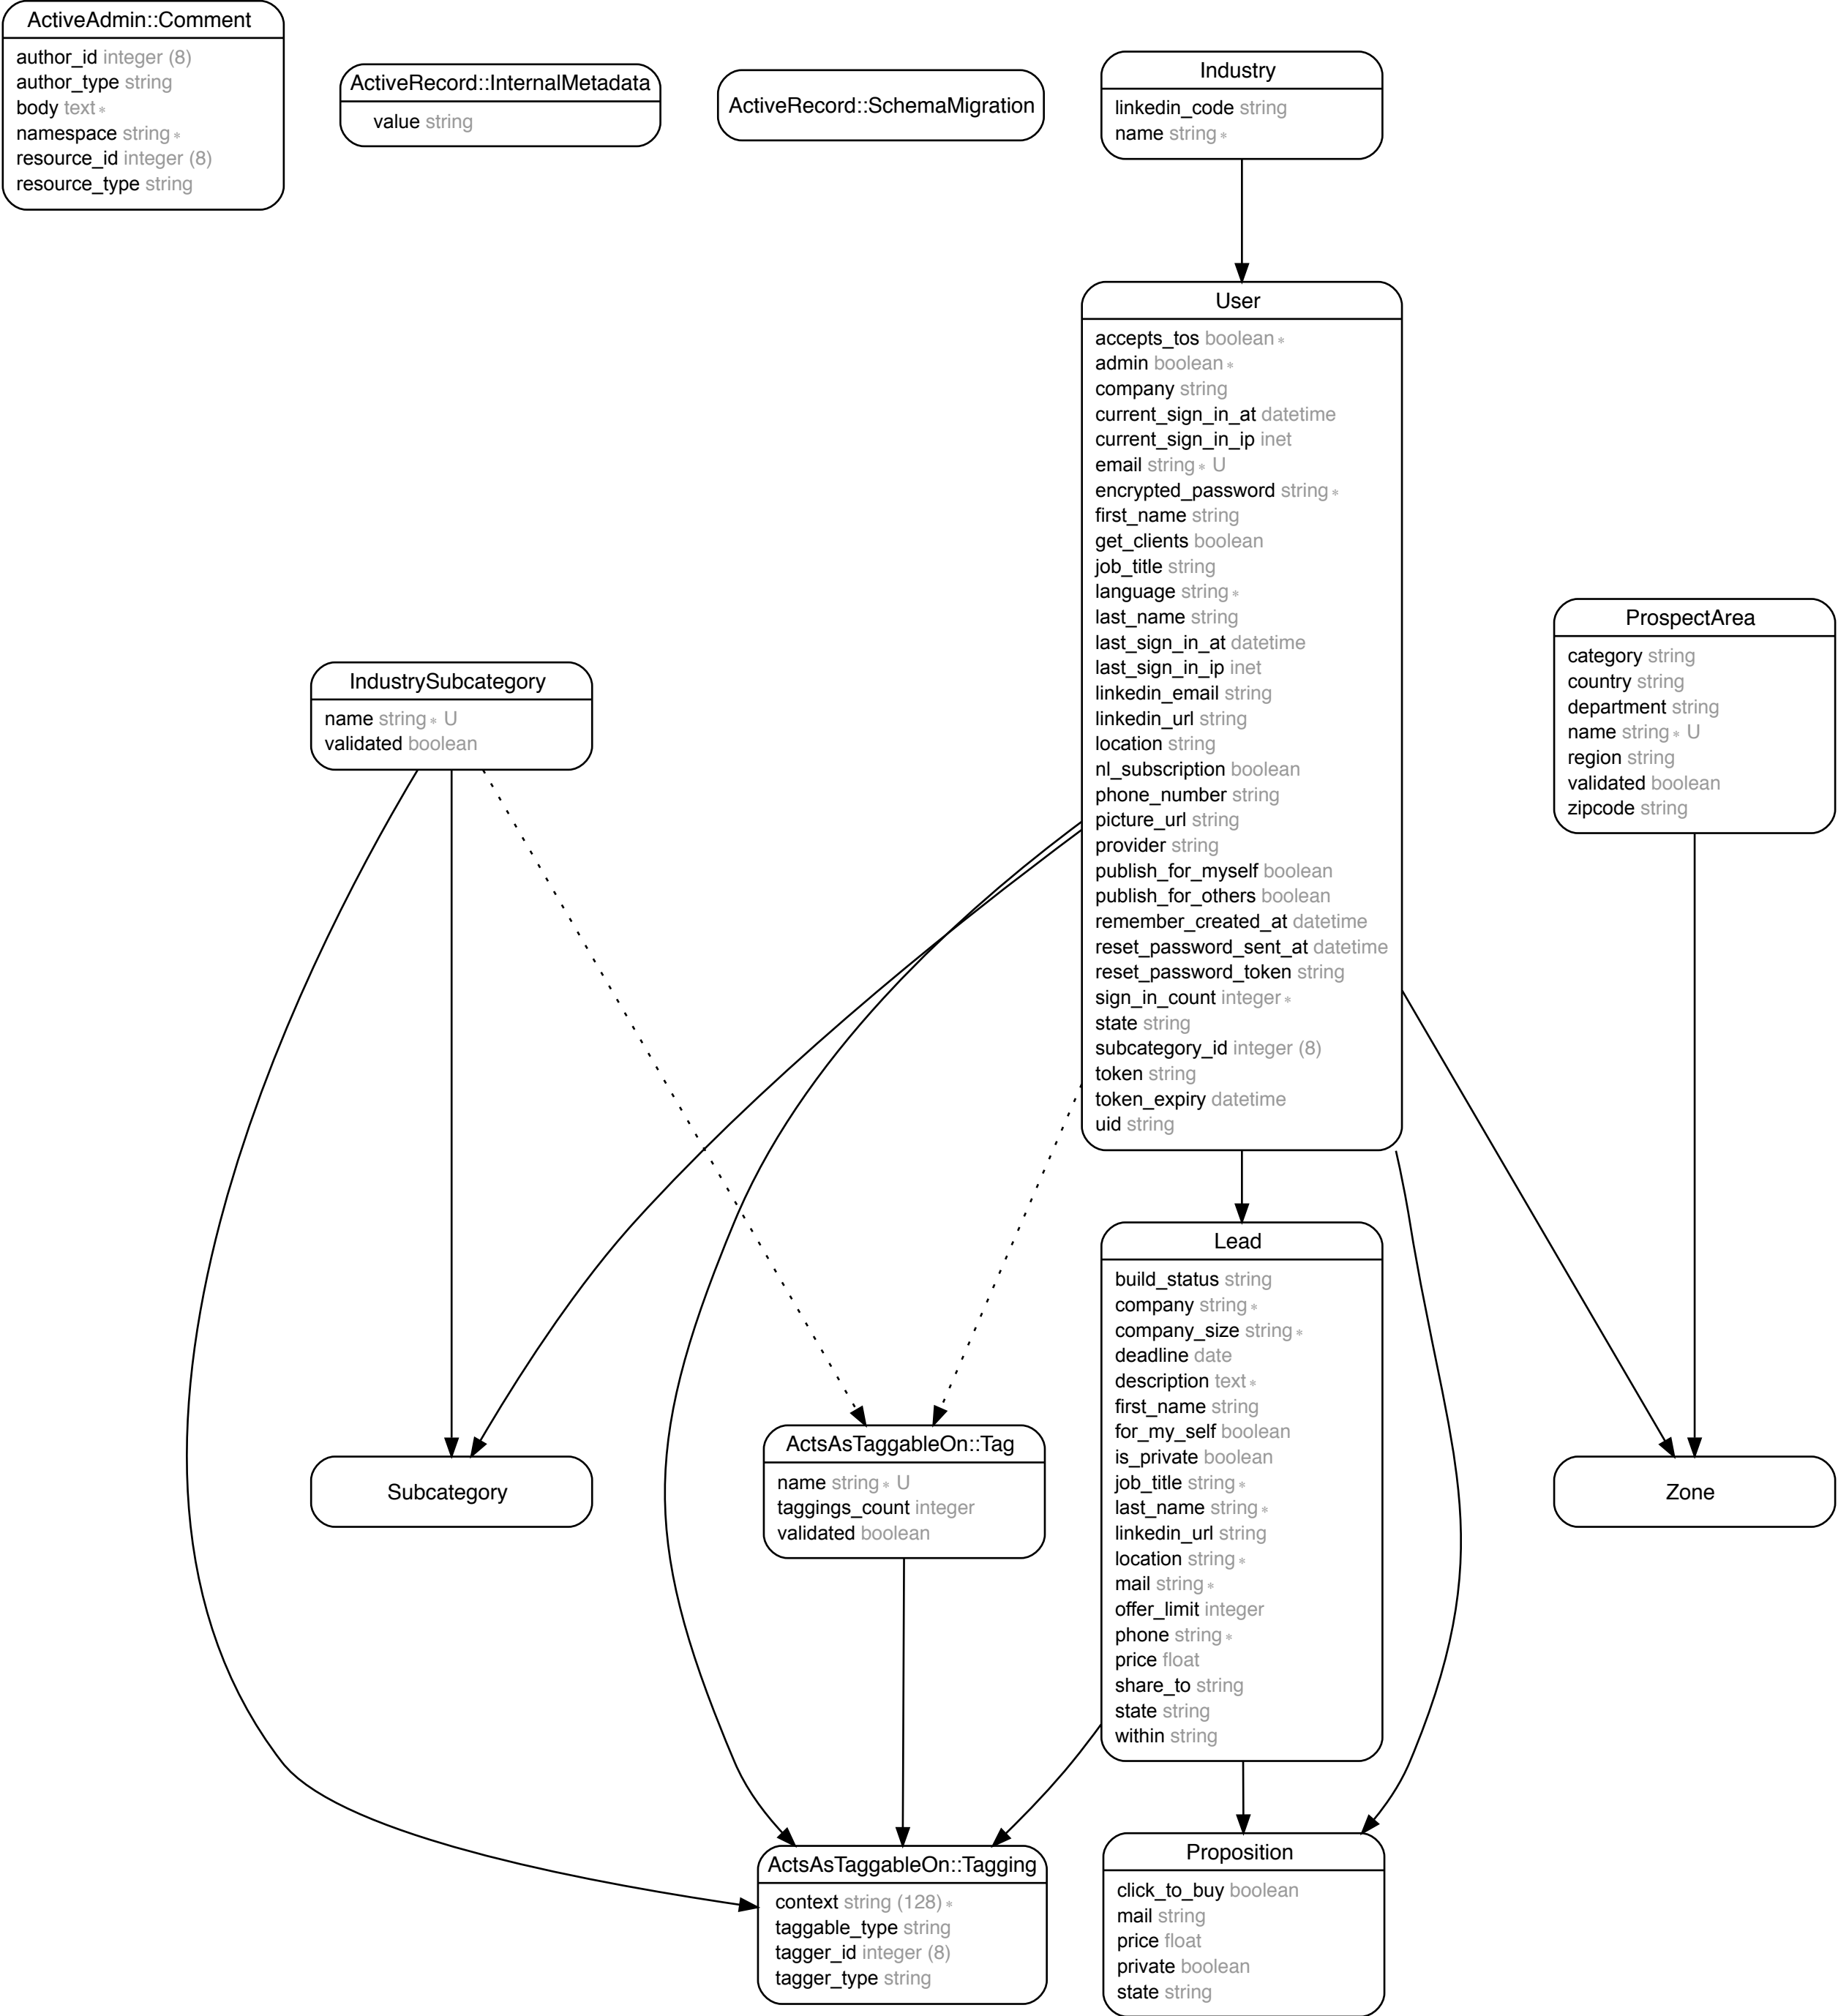 ActiveAdmin::Comment
author_id integer (8)
author_type string
body text *
namespace string *
resource_id integer (8)
resource_type string
ActiveRecord::InternalMetadata
value string
ActiveRecord::SchemaMigration
Industry
linkedin_code string
name string *
User
accepts_tos boolean *
admin boolean *
company string
current_sign_in_at datetime
current_sign_in_ip inet
email string * U
encrypted_password string *
first_name string
get_clients boolean
job_title string
language string *
last_name string
last_sign_in_at datetime
last_sign_in_ip inet
linkedin_email string
linkedin_url string
location string
nl_subscription boolean
phone_number string
picture_url string
provider string
publish_for_myself boolean
publish_for_others boolean
remember_created_at datetime
reset_password_sent_at datetime
reset_password_token string
sign_in_count integer *
state string
subcategory_id integer (8)
token string
token_expiry datetime
uid string
ProspectArea
category string
country string
department string
name string * U
region string
validated boolean
zipcode string
IndustrySubcategory
name string * U
validated boolean
Lead
build_status string
company string *
company_size string *
deadline date
description text *
first_name string
for_my_self boolean
is_private boolean
job_title string *
last_name string *
linkedin_url string
location string *
mail string *
offer_limit integer
phone string *
price float
share_to string
state string
within string
Subcategory
ActsAsTaggableOn::Tag
name string * U
taggings_count integer
validated boolean
Zone
ActsAsTaggableOn::Tagging
context string (128) *
taggable_type string
tagger_id integer (8)
tagger_type string
Proposition
click_to_buy boolean
mail string
price float
private boolean
state string